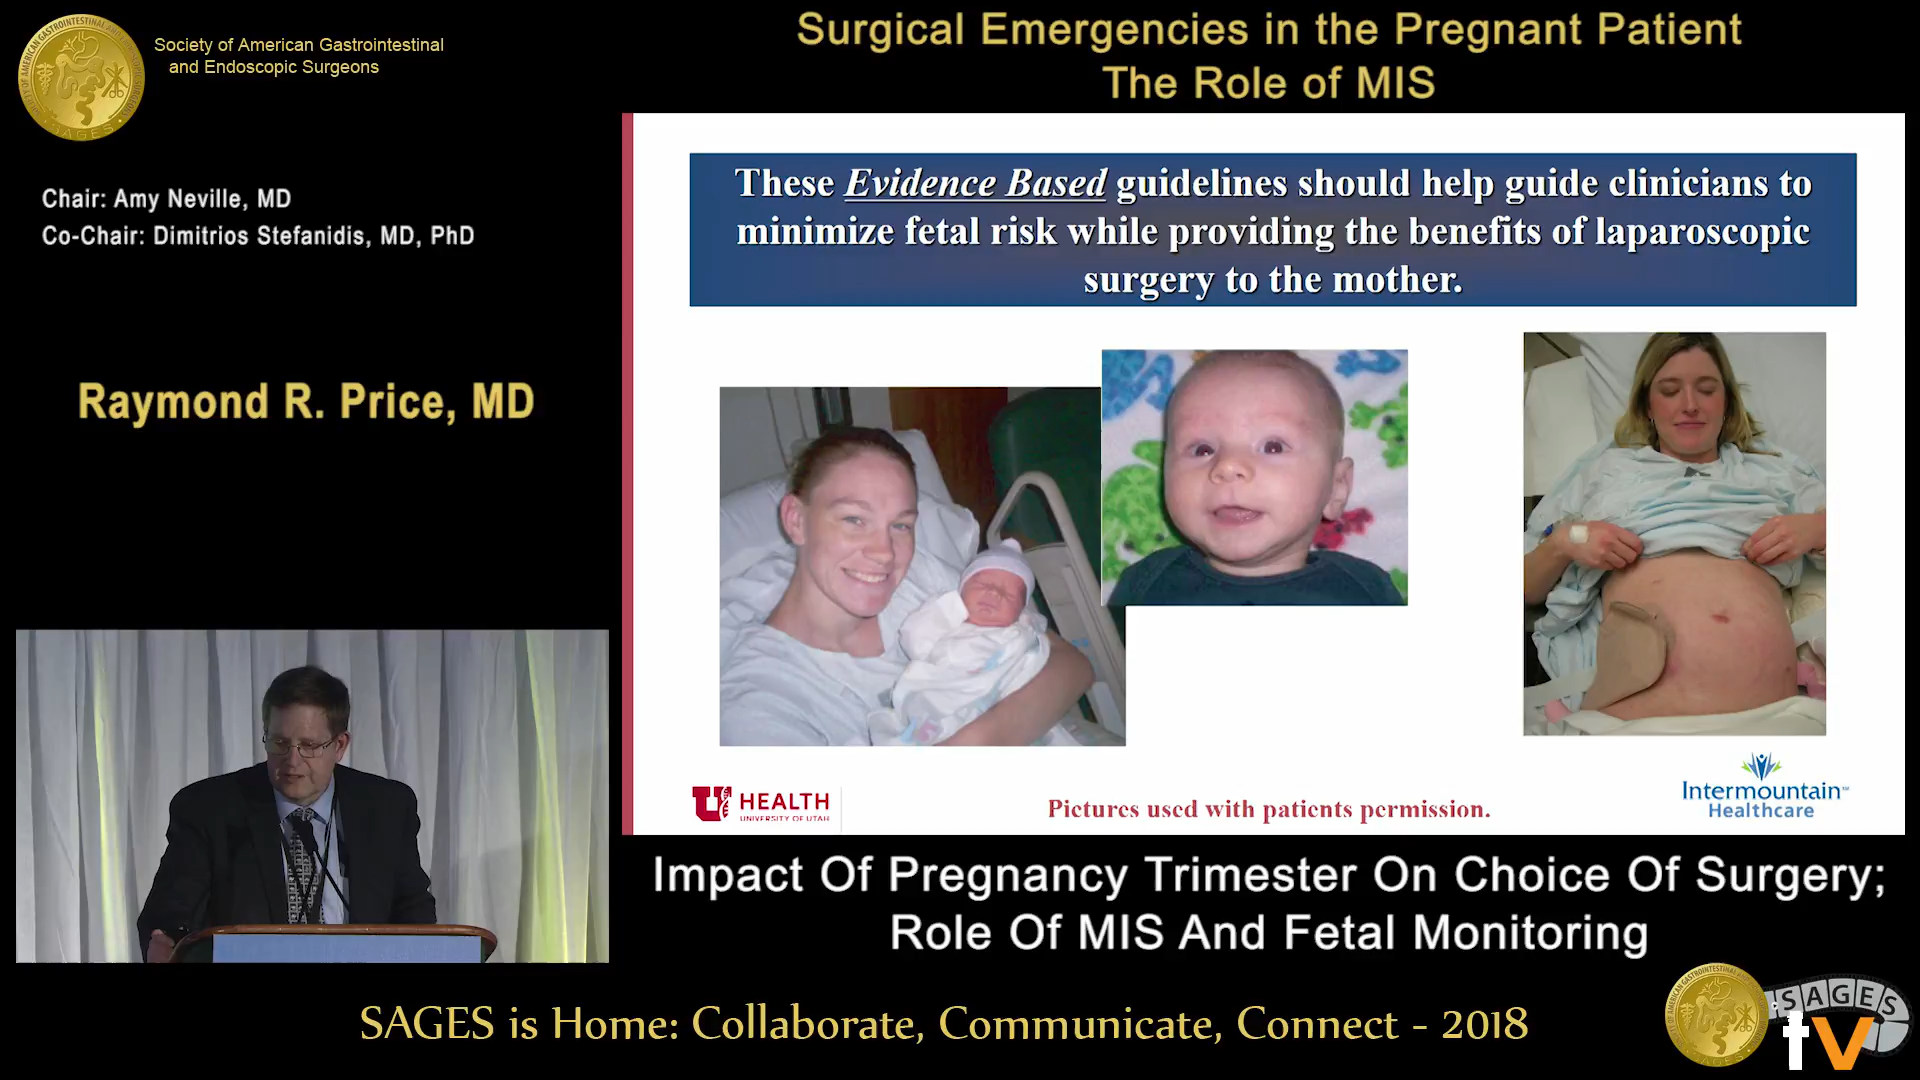 Society of American Gastrointestinal
and Endoscopic Surgeons
Surgical Emergencies in the Pregnant Patient
The Role of MIS
Chair: Amy Neville, MD
Co-Chair: Dimitrios Stefanidis, MD, PhD
Raymond R. Price, MD
These Evidence Based guidelines should help guide clinicians to
minimize fetal risk while providing the benefits of laparoscopic
surgery to the mother.
U HEALTH
UNIVERSITY OF UTAH
Pictures used with patients permission.
Intermountain™
Healthcare
Impact Of Pregnancy Trimester On Choice Of Surgery;
Role Of MIS And Fetal Monitoring
SAGES is Home: Collaborate, Communicate, Connect - 2018
SAGES
tv